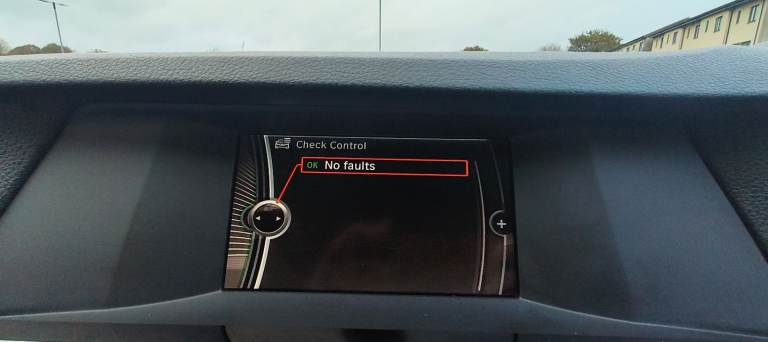 Check Control
OK No faults
+